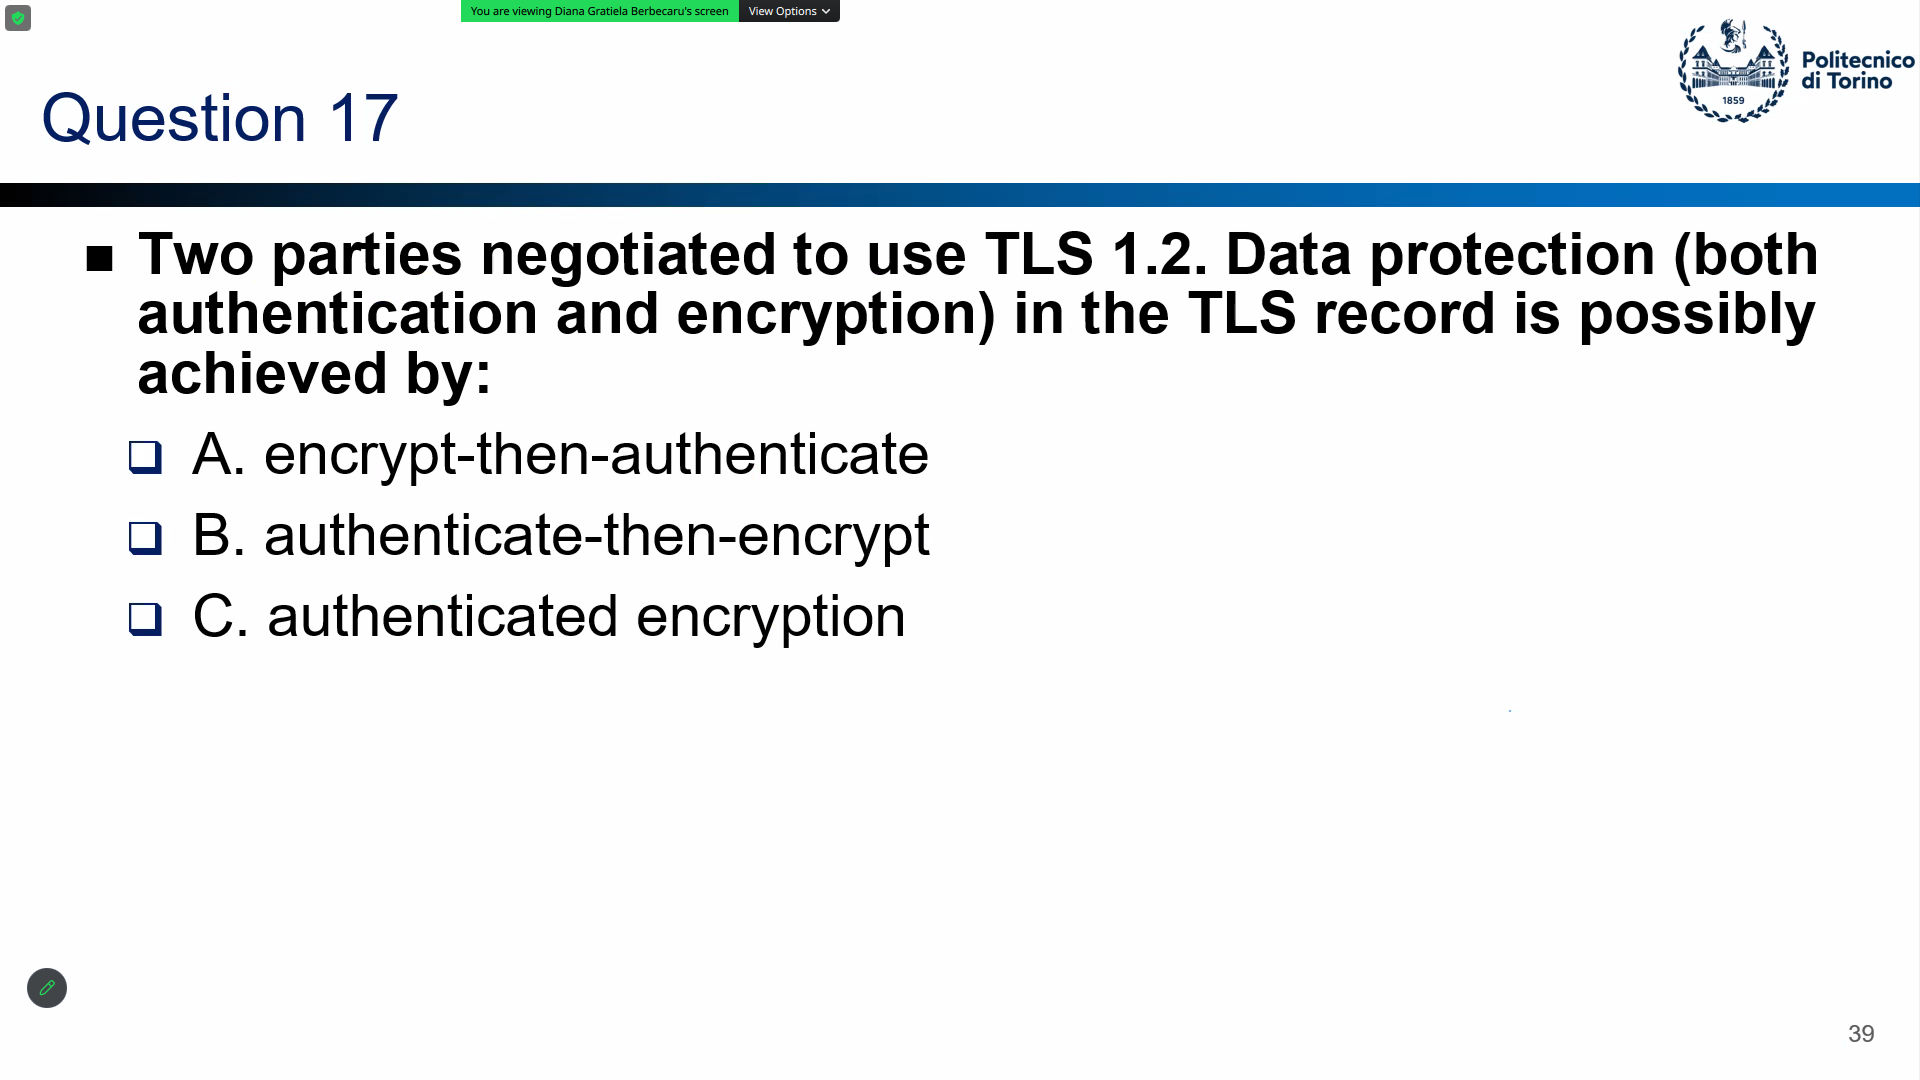 You are viewing Diana Gratiela Berbecaru's screen View Options
Politecnico
di Torino
1859
Question 17
Two parties negotiated to use TLS 1.2. Data protection (both
authentication and encryption) in the TLS record is possibly
achieved by:
A. encrypt-then-authenticate
B. authenticate-then-encrypt
C. authenticated encryption
39